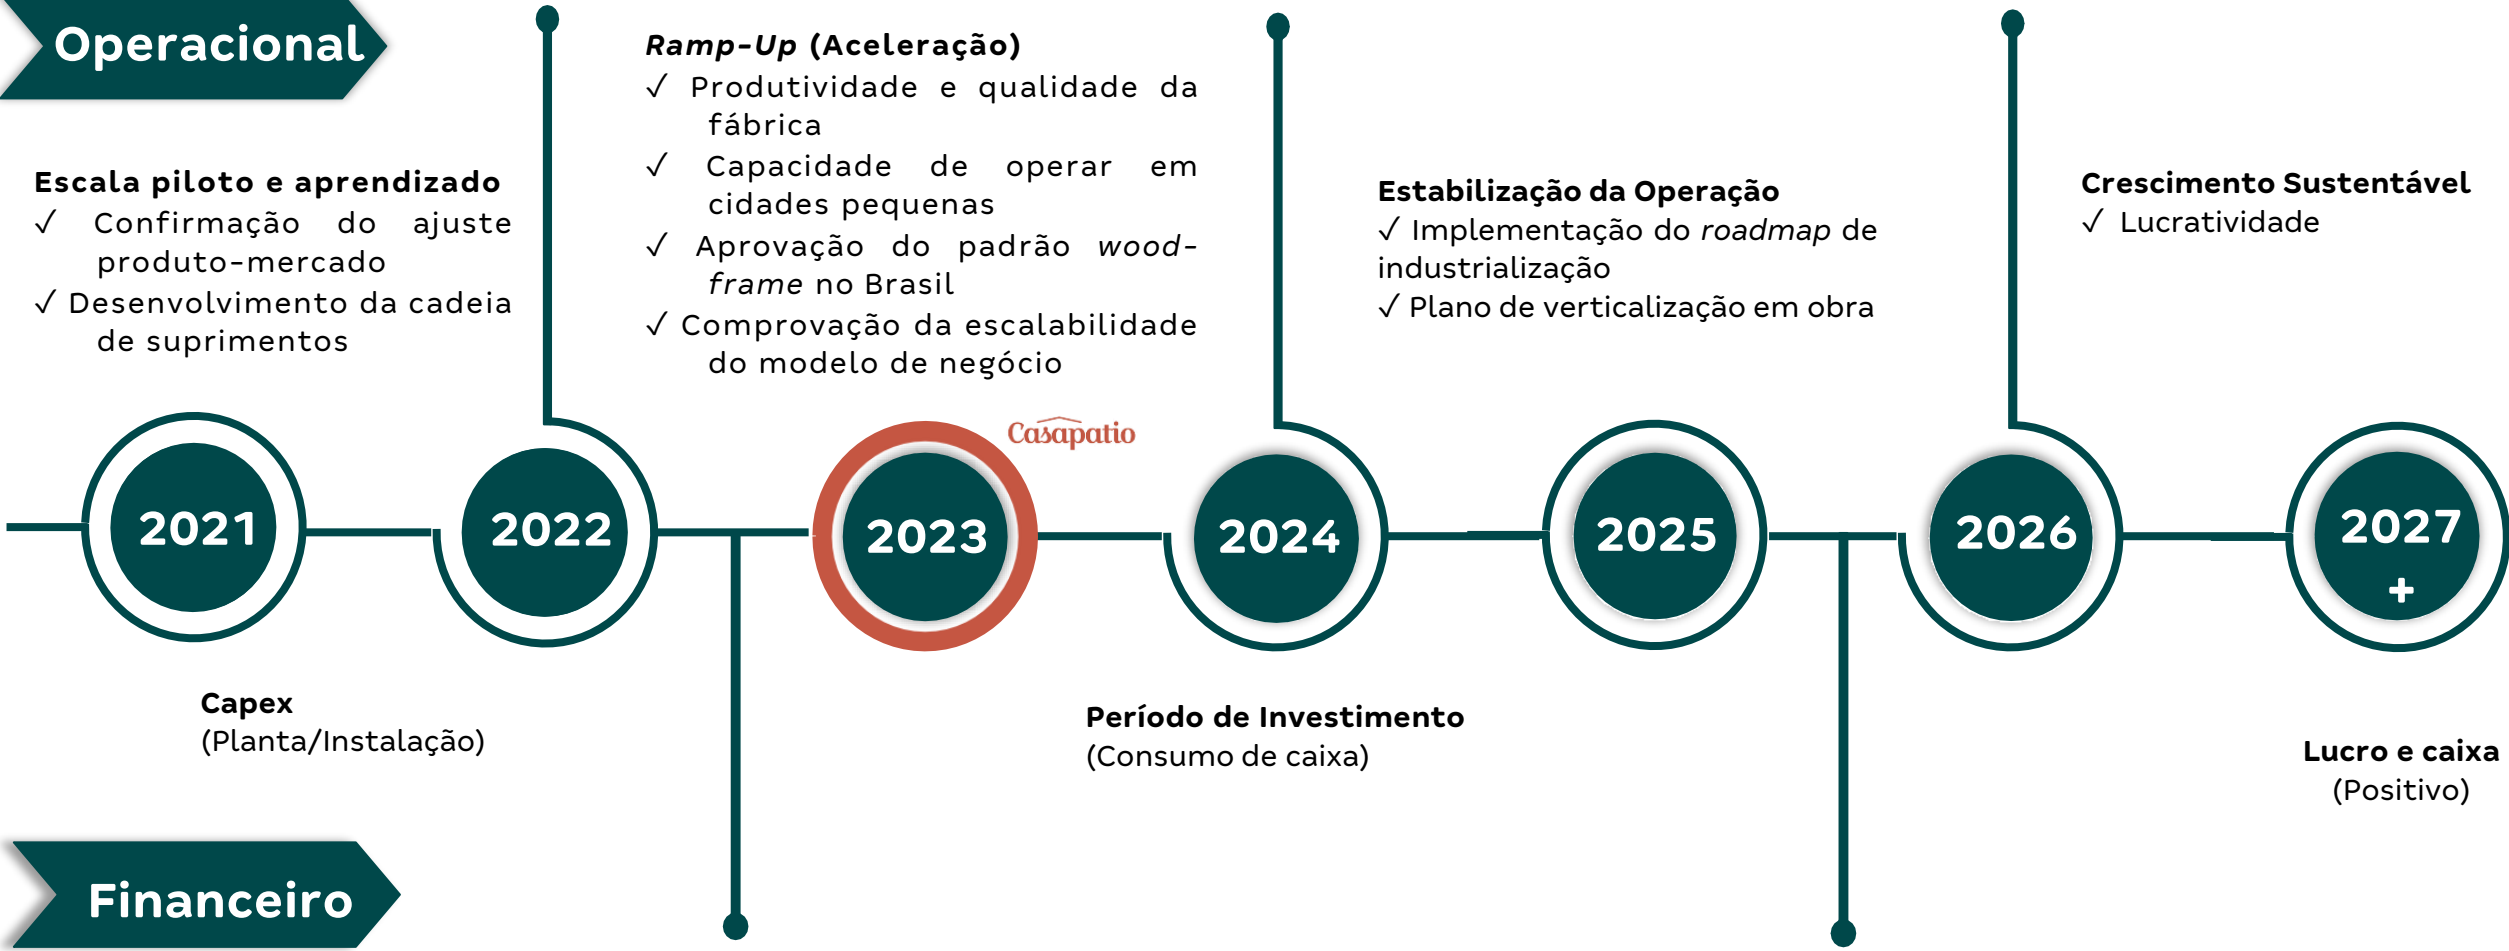 Operacional
Escala piloto e aprendizado
✓ Confirmação do ajuste
produto-mercado
✓ Desenvolvimento da cadeia
de suprimentos
Ramp-Up (Aceleração)
✓ Produtividade e qualidade da
fábrica
✓ Capacidade de operar em
cidades pequenas
✓ Aprovação do padrão wood-
frame no Brasil
✓ Comprovação da escalabilidade
do modelo de negócio
Estabilização da Operação
✓ Implementação do roadmap de
industrialização
✓ Plano de verticalização em obra
Crescimento Sustentável
✓ Lucratividade
Casapatio
2021
2022
2023
2024
2025
2026
2027
+
Capex
(Planta/Instalação)
Período de Investimento
(Consumo de caixa)
Lucro e caixa
(Positivo)
Financeiro